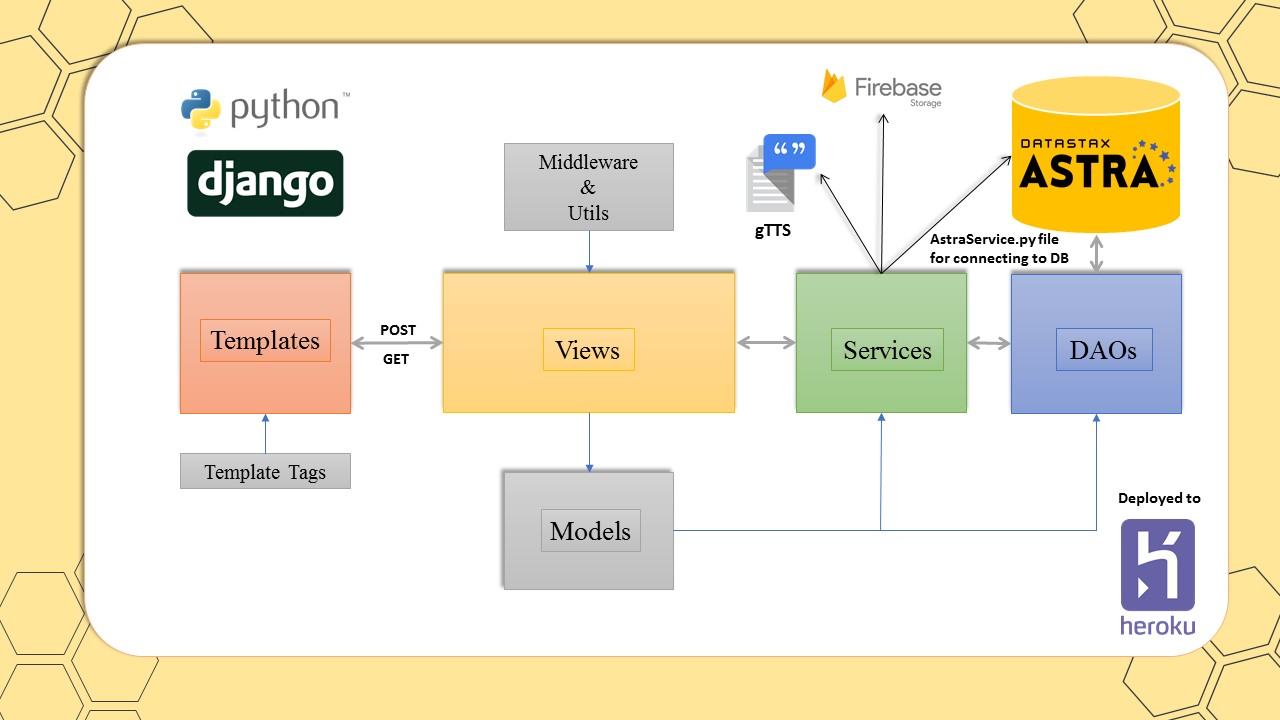 python™
django
Middleware
&
Utils
“ ”
gTTS
Firebase
Storage
DATASTAX
ASTRA
AstraService.py file
for connecting to DB
Templates
POST
GET
Views
Services
DAOs
Template Tags
Models
Deployed to
heroku